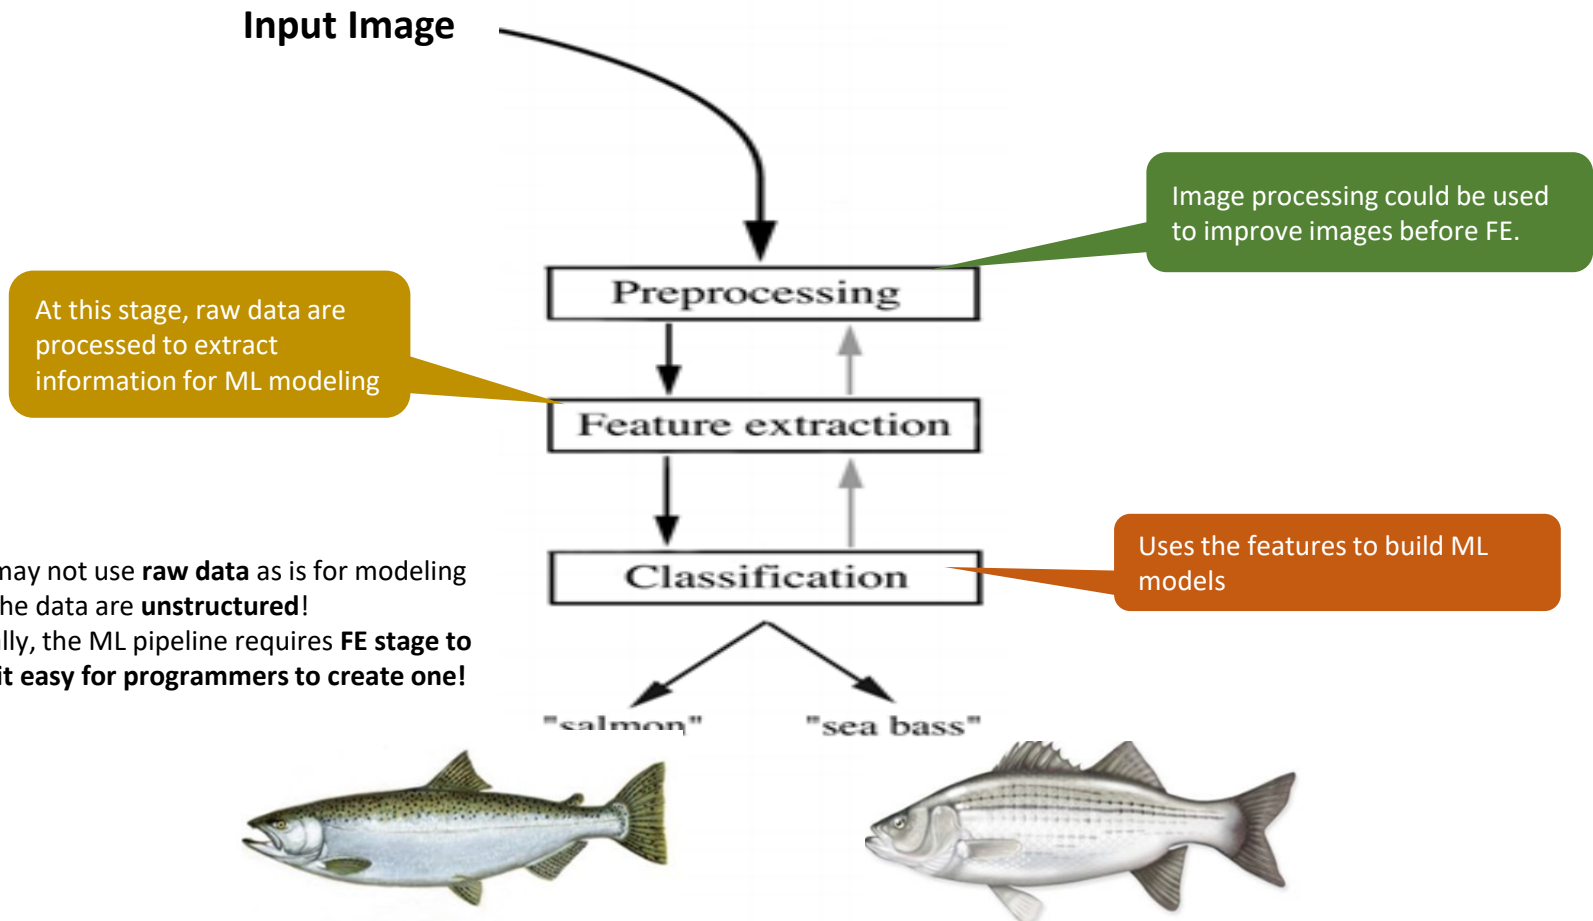 Input Image
Image processing could be used
to improve images before FE.
Preprocessing
At this stage, raw data are
processed to extract
information for ML modeling
Feature extraction
Uses the features to build ML
models
Classification
may not use raw data as is for modeling
he data are unstructured!
lly, the ML pipeline requires FE stage to
it easy for programmers to create one!
"salmon"
"sea bass"